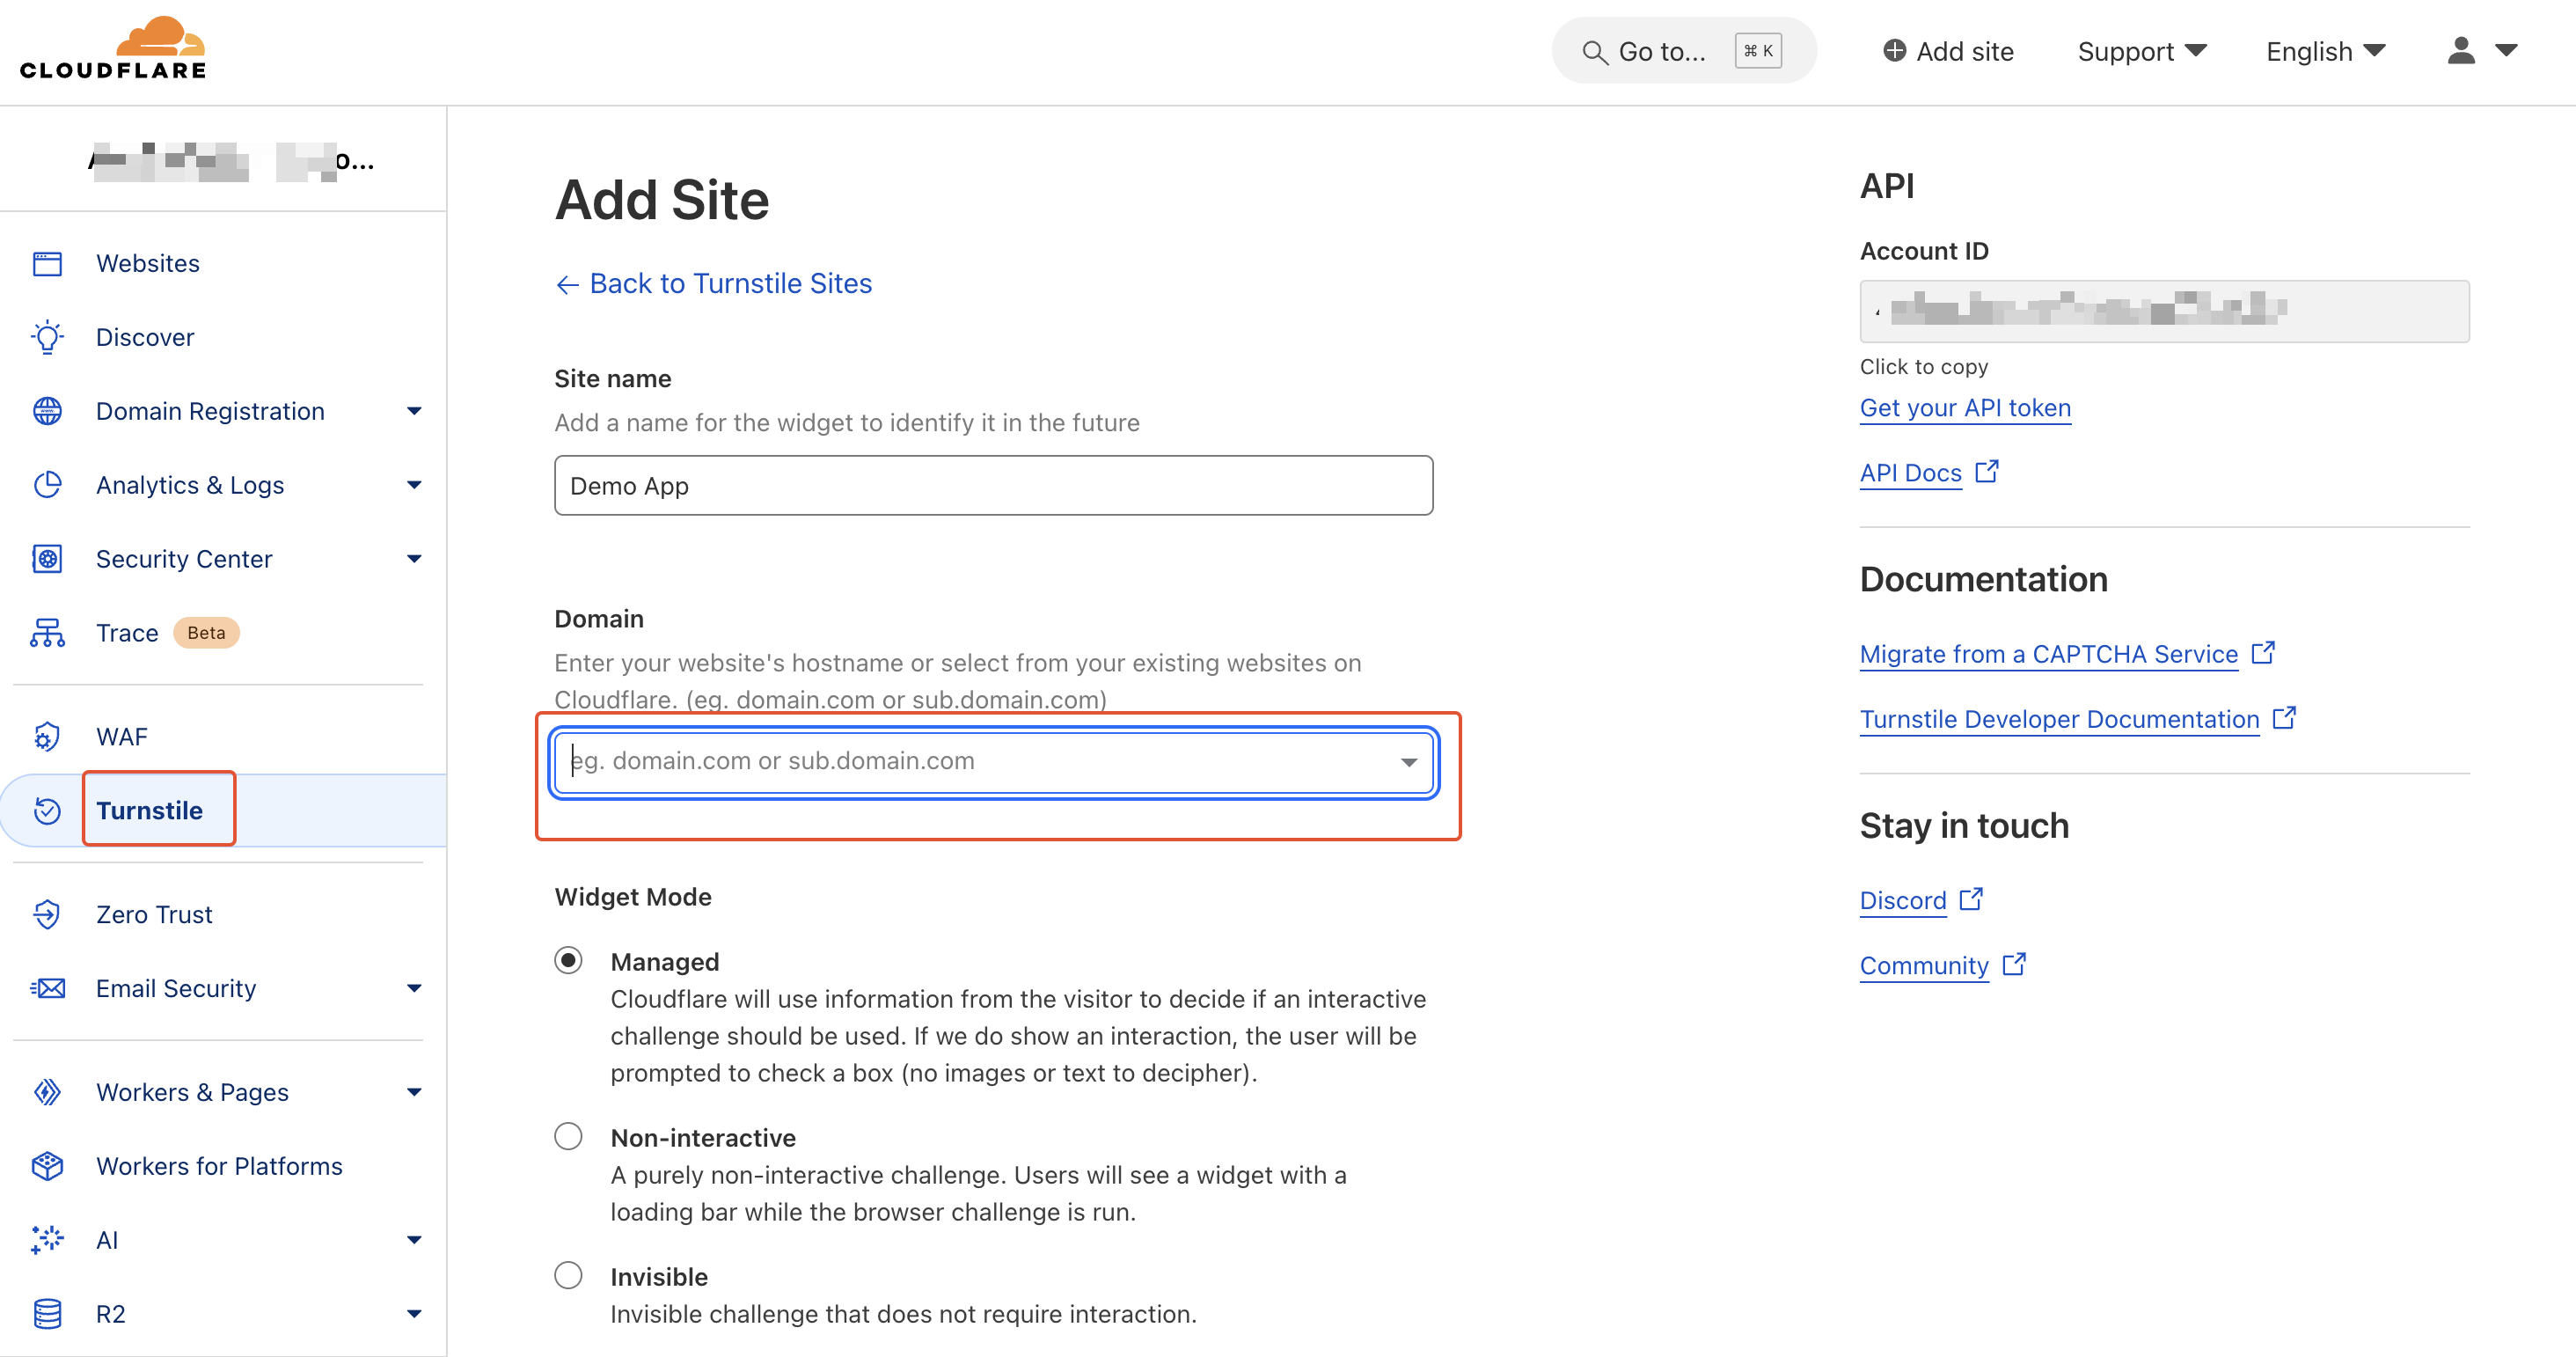 CLOUDFLARE
Go to...
⌘ K
Add site
Support
English
o...
Websites
Discover
Domain Registration
Analytics & Logs
Security Center
Trace Beta
WAF
Turnstile
Zero Trust
Email Security
Workers & Pages
Workers for Platforms
AI
R2
Add Site
← Back to Turnstile Sites
Site name
Add a name for the widget to identify it in the future
Demo App
Domain
Enter your website's hostname or select from your existing websites on
Cloudflare. (eg. domain.com or sub.domain.com)
eg. domain.com or sub.domain.com
Widget Mode
Managed
Cloudflare will use information from the visitor to decide if an interactive
challenge should be used. If we do show an interaction, the user will be
prompted to check a box (no images or text to decipher).
Non-interactive
A purely non-interactive challenge. Users will see a widget with a
loading bar while the browser challenge is run.
Invisible
Invisible challenge that does not require interaction.
API
Account ID
Click to copy
Get your API token
API Docs
Documentation
Migrate from a CAPTCHA Service
Turnstile Developer Documentation
Stay in touch
Discord
Community